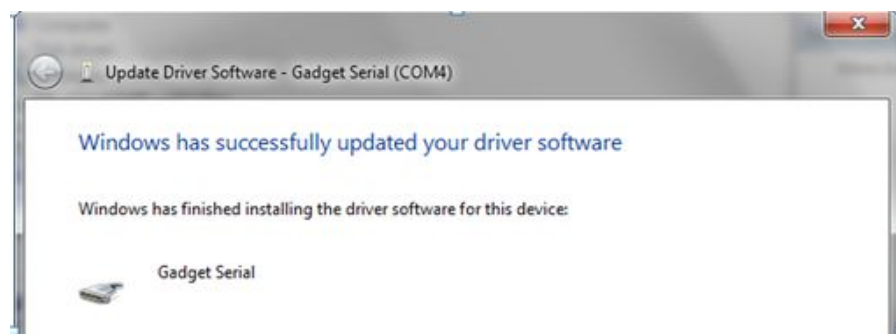 Update Driver Software - Gadget Serial (COM4)
Windows has successfully updated your driver software
Windows has finished installing the driver software for this device:
Gadget Serial